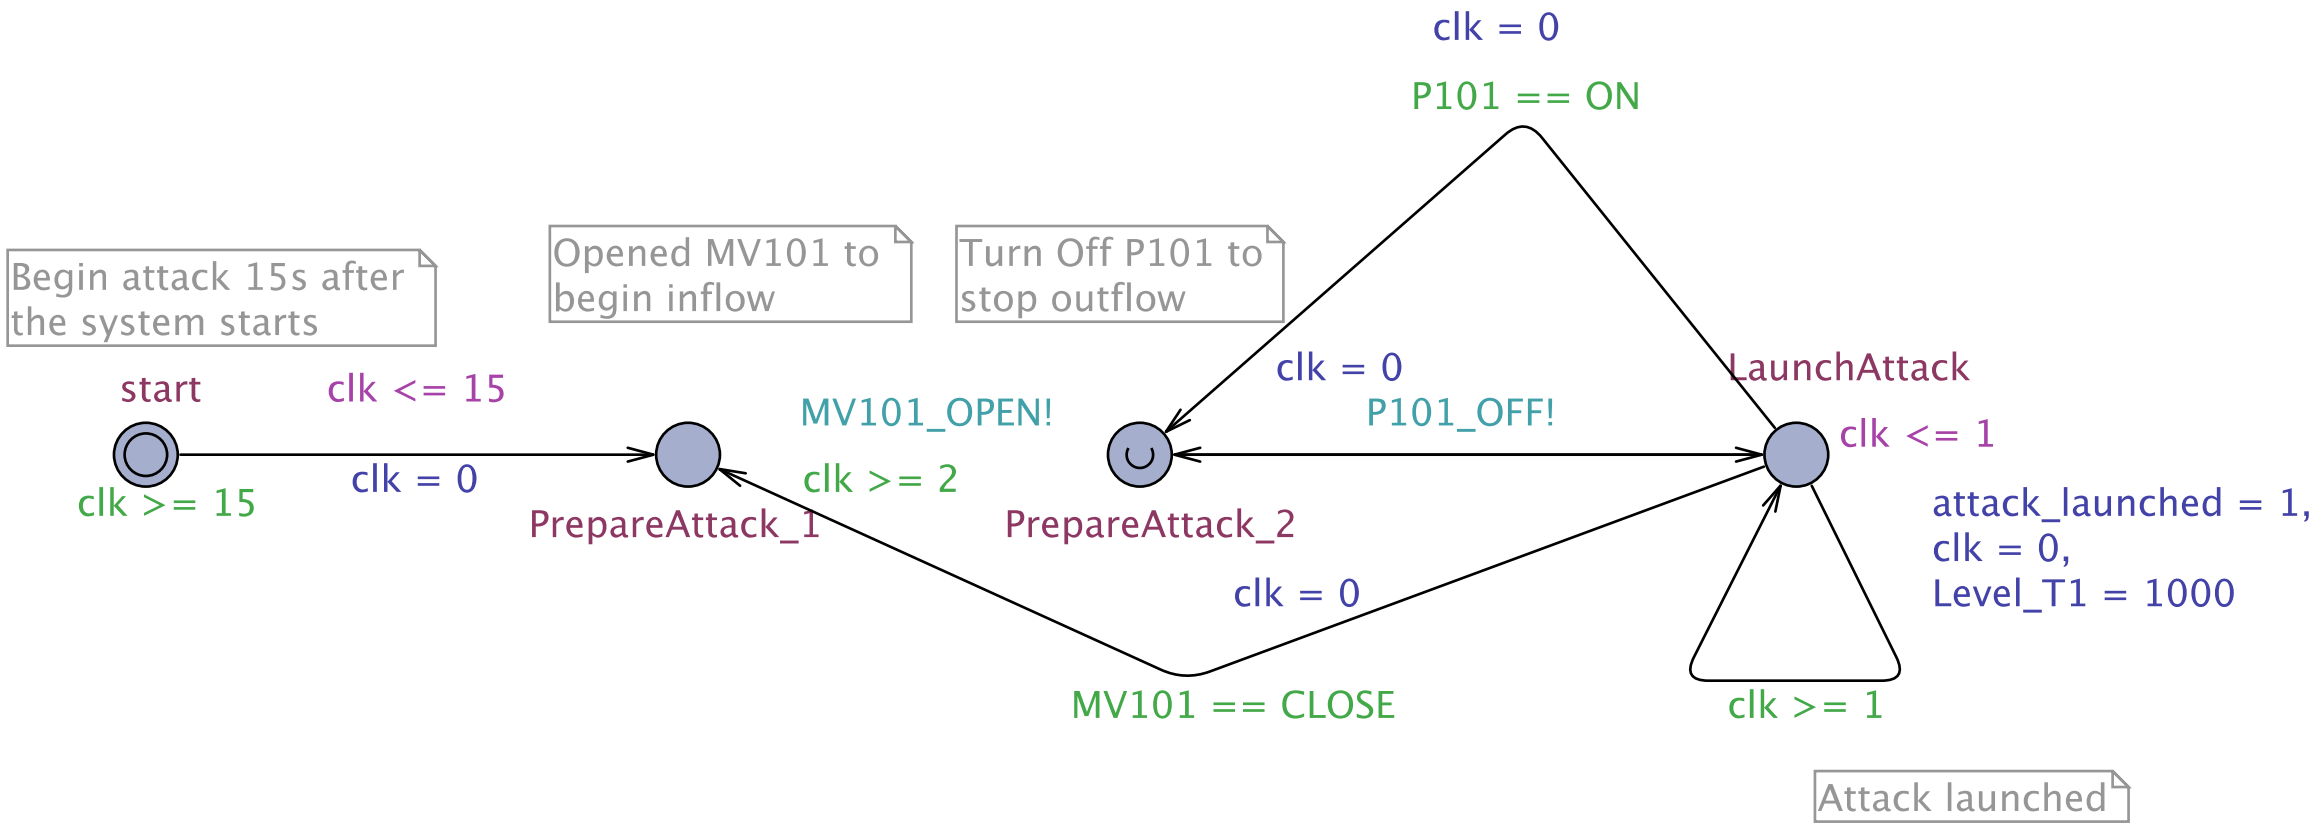 clk = 0
P101 == ON
Begin attack 15s after
the system starts
Opened MV101 to
begin inflow
Turn Off P101 to
stop outflow
start
clk <= 15
clk = 0
clk >= 15
MV101_OPEN!
clk >= 2
PrepareAttack_1
PrepareAttack_2
clk = 0
P101_OFF!
LaunchAttack
clk <= 1
attack_launched = 1,
clk = 0,
Level_T1 = 1000
clk = 0
MV101 == CLOSE
clk >= 1
Attack launched